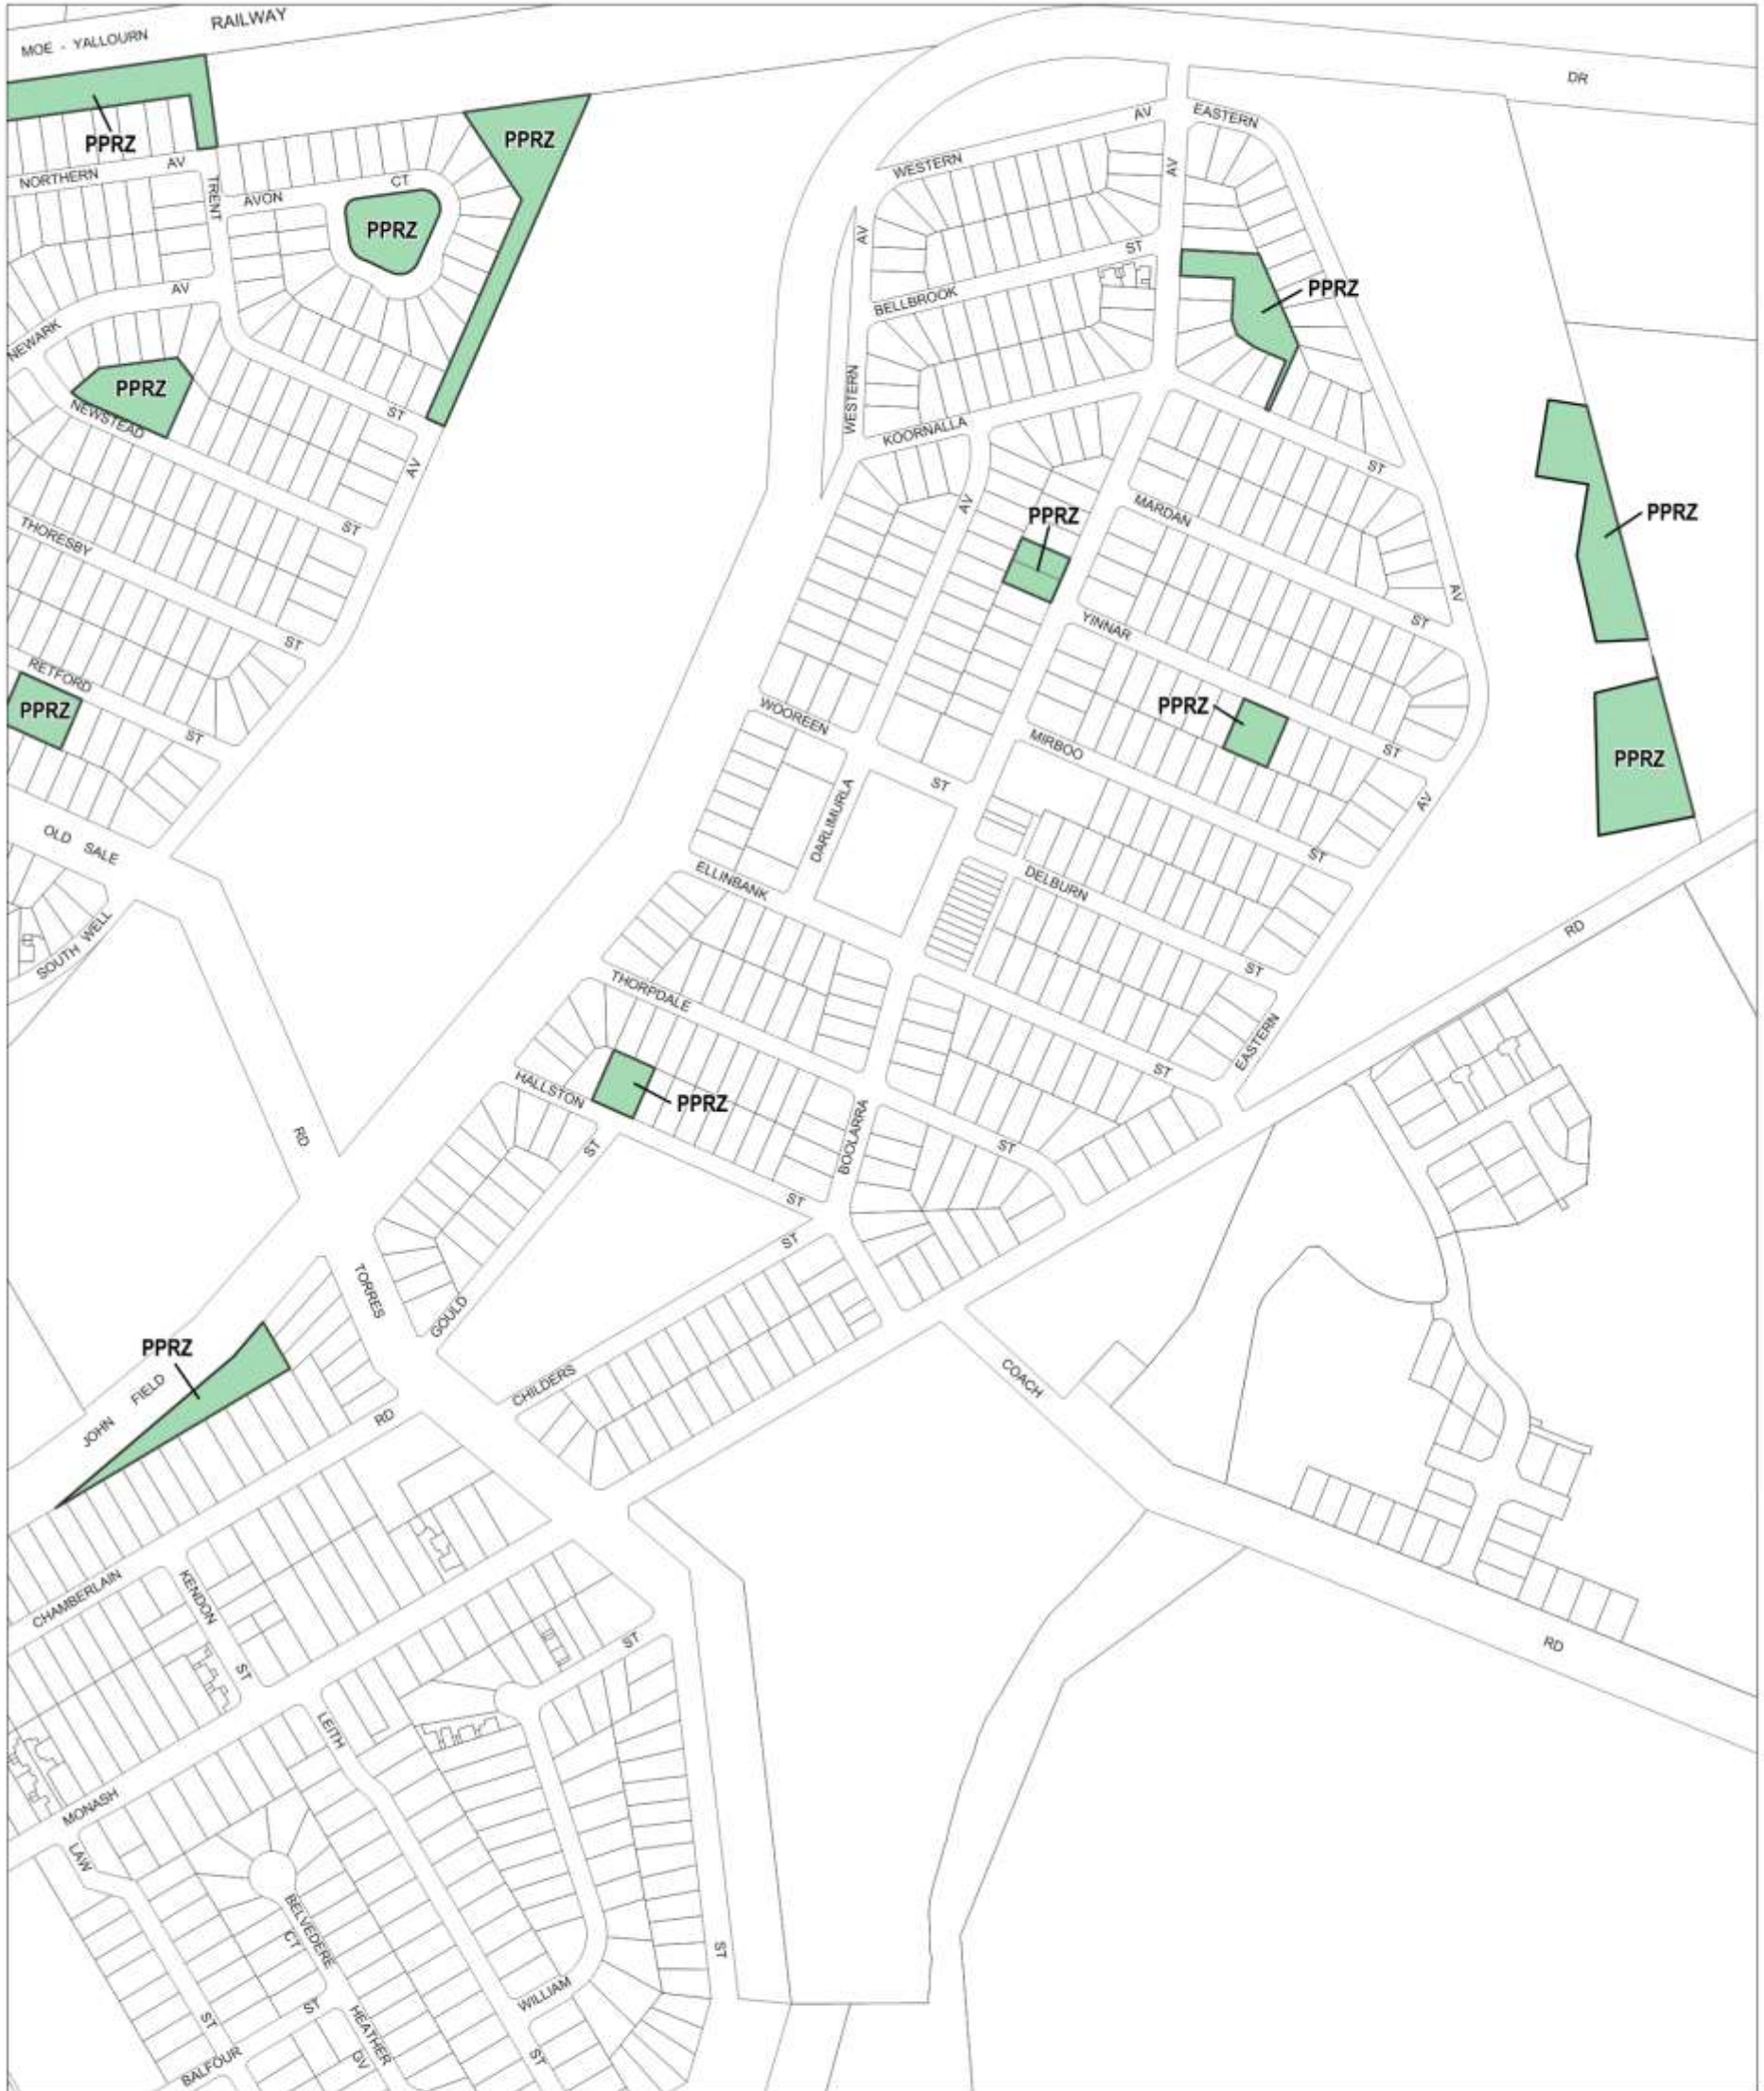 MOE - YALLOURN
RAILWAY
DR
PPRZ
PPRZ
AV
EASTERN
WESTERN
AV
NORTHERN
AV
TRENT
AVON
CT
PPRZ
AV
ST
BELLBROOK
PPRZ
AV
NEWARK
PPRZ
NEWSTEAD
ST
AV
WESTERN
KOORNALLA
ST
AV
MARDAN
PPRZ
PPRZ
THORESBY
ST
ST
AV
ST
YINNAR
RETFORD
PPRZ
ST
PPRZ
WOOREEN
MIRBOO
ST
PPRZ
ST
DARLIMURLA
AV
OLD SALE
ST
ELLINBANK
DELBURN
SOUTH WELL
RD
ST
THORPDALE
EASTERN
ST
HALLSTON
PPRZ
BOOLARRA
RD
ST
ST
ST
ST
TORRES
GOULD
PPRZ
JOHN FIELD
CHILDERS
COACH
RD
CHAMBERLAIN
KENDON
ST
ST
RD
LEITH
MONASH
LAW
BELVEDERE
CT
ST
WILLIAM
ST
ST
HEATHER
GV
BALFOUR
ST